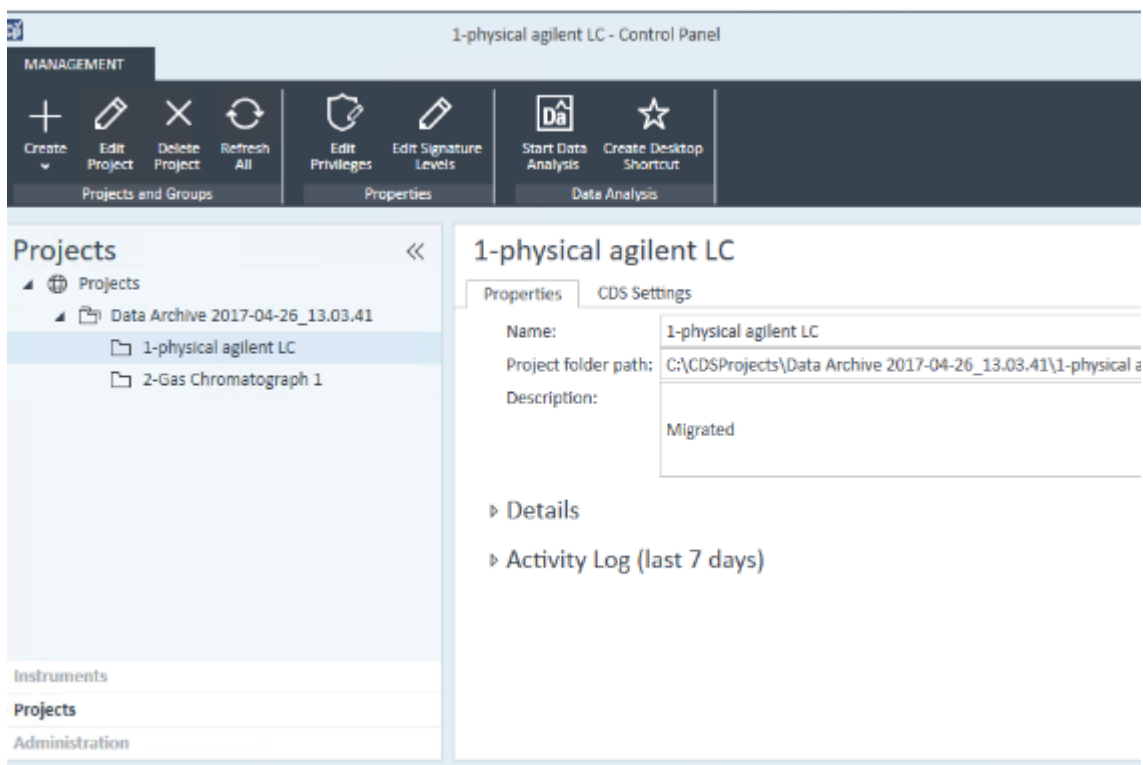 1-physical agilent LC - Control Panel
MANAGEMENT
Create
Edit Project
Delete Project
Refresh All
Edit Privileges
Edit Signature Levels
Start Data Analysis
Create Desktop Shortcut
Projects and Groups
Properties
Data Analysis
Projects
Projects
Data Archive 2017-04-26_13.03.41
1-physical agilent LC
2-Gas Chromatograph 1
Instruments
Projects
Administration
1-physical agilent LC
Properties
CDS Settings
Name: 1-physical agilent LC
Project folder path: C:\CDSProjects\Data Archive 2017-04-26_13.03.41\1-physical a
Description:
Migrated
Details
Activity Log (last 7 days)